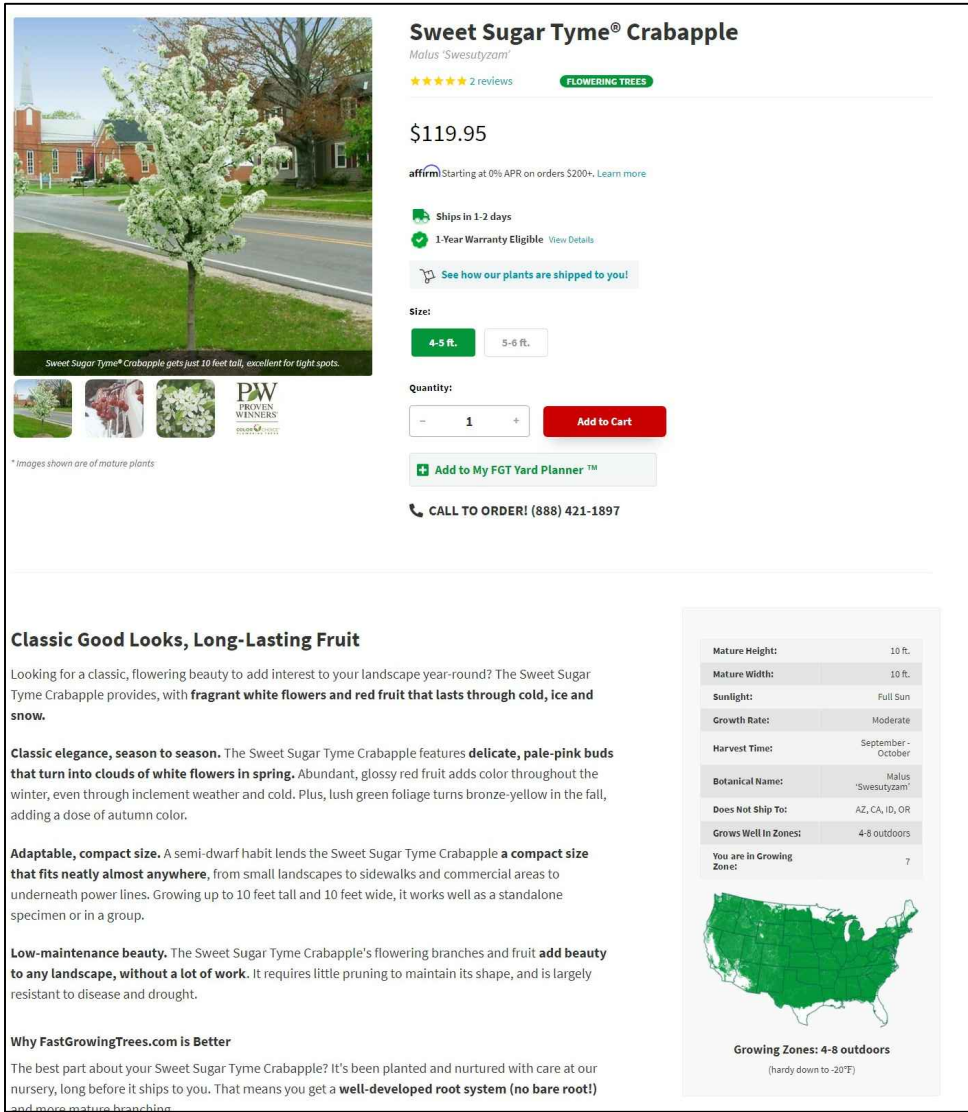 Sweet Sugar Tyme® Crabapple
Malus 'Swesutyzam'
2 reviews
FLOWERING TREES
$119.95
affirm Starting at 0% APR on orders $200+. Learn more
Ships in 1-2 days
1-Year Warranty Eligible View Details
See how our plants are shipped to you!
Size:
4-5 ft. 5-6 ft.
Quantity:
− 1 +
Add to Cart
Add to My FGT Yard Planner ™
CALL TO ORDER! (888) 421-1897
Sweet Sugar Tyme® Crabapple gets just 10 feet tall, excellent for tight spots.
PW
PROVEN
WINNERS®
COLOR CHOICE
* Images shown are of mature plants
Classic Good Looks, Long-Lasting Fruit
Looking for a classic, flowering beauty to add interest to your landscape year-round? The Sweet Sugar
Tyme Crabapple provides, with fragrant white flowers and red fruit that lasts through cold, ice and
snow.
Classic elegance, season to season. The Sweet Sugar Tyme Crabapple features delicate, pale-pink buds
that turn into clouds of white flowers in spring. Abundant, glossy red fruit adds color throughout the
winter, even through inclement weather and cold. Plus, lush green foliage turns bronze-yellow in the fall,
adding a dose of autumn color.
Adaptable, compact size. A semi-dwarf habit lends the Sweet Sugar Tyme Crabapple a compact size
that fits neatly almost anywhere, from small landscapes to sidewalks and commercial areas to
underneath power lines. Growing up to 10 feet tall and 10 feet wide, it works well as a standalone
specimen or in a group.
Low-maintenance beauty. The Sweet Sugar Tyme Crabapple's flowering branches and fruit add beauty
to any landscape, without a lot of work. It requires little pruning to maintain its shape, and is largely
resistant to disease and drought.
Why FastGrowingTrees.com is Better
The best part about your Sweet Sugar Tyme Crabapple? It's been planted and nurtured with care at our
nursery, long before it ships to you. That means you get a well-developed root system (no bare root!)
and more mature branching.
Mature Height: 10 ft.
Mature Width: 10 ft.
Sunlight: Full Sun
Growth Rate: Moderate
Harvest Time: September -
October
Botanical Name: Malus
'Swesutyzam'
Does Not Ship To: AZ, CA, ID, OR
Grows Well In Zones: 4-8 outdoors
You are in Growing
Zone: 7
Growing Zones: 4-8 outdoors
(hardy down to -20℉)